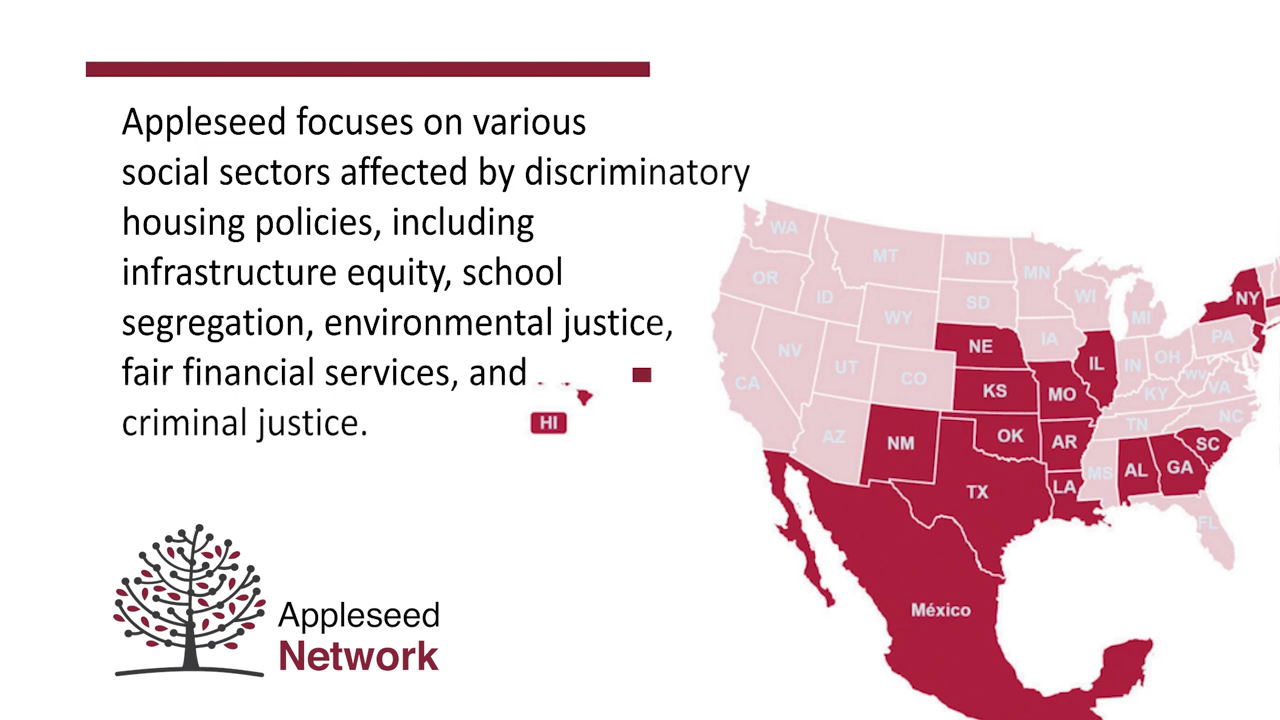 Appleseed focuses on various
social sectors affected by discriminatory
housing policies, including
infrastructure equity, school
segregation, environmental justice,
fair financial services, and
criminal justice.
HI
Appleseed
Network
WA
MT
ND
MN
OR
ID
SD
WI
MI
NY
WY
NE
IA
PA
NV
UT
CO
IL
IN
OH
WV
VA
CA
KS
MO
KY
NC
AZ
NM
OK
AR
TN
SC
TX
LA
MS
AL
GA
FL
México